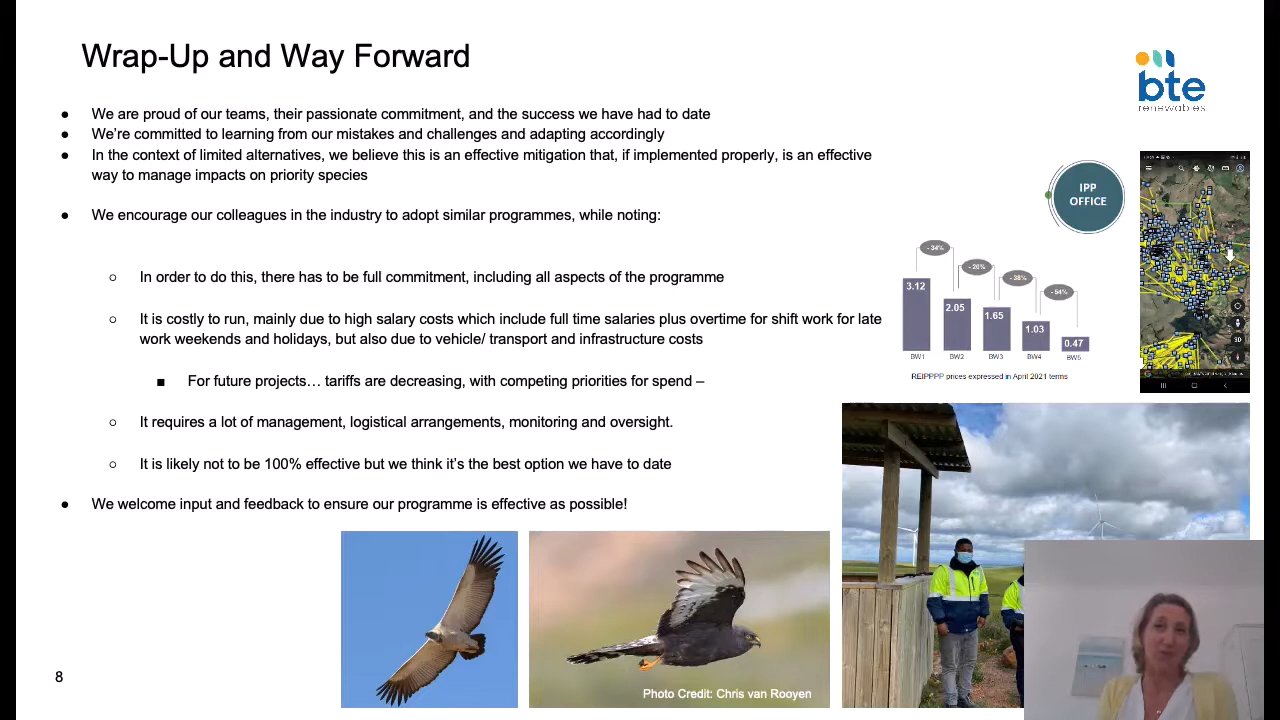 Wrap-Up and Way Forward
bte
renewables
● We are proud of our teams, their passionate commitment, and the success we have had to date
● We're committed to learning from our mistakes and challenges and adapting accordingly
● In the context of limited alternatives, we believe this is an effective mitigation that, if implemented properly, is an effective
way to manage impacts on priority species
● We encourage our colleagues in the industry to adopt similar programmes, while noting:
○ In order to do this, there has to be full commitment, including all aspects of the programme
○ It is costly to run, mainly due to high salary costs which include full time salaries plus overtime for shift work for late
work weekends and holidays, but also due to vehicle/ transport and infrastructure costs
■ For future projects… tariffs are decreasing, with competing priorities for spend –
○ It requires a lot of management, logistical arrangements, monitoring and oversight.
○ It is likely not to be 100% effective but we think it's the best option we have to date
● We welcome input and feedback to ensure our programme is effective as possible!
IPP
OFFICE
- 34%
- 20%
- 38%
- 54%
3.12
2.05
1.65
1.03
0.47
BW1 BW2 BW3 BW4 BW5
REIPPPP prices expressed in April 2021 terms
3D
Photo Credit: Chris van Rooyen
8